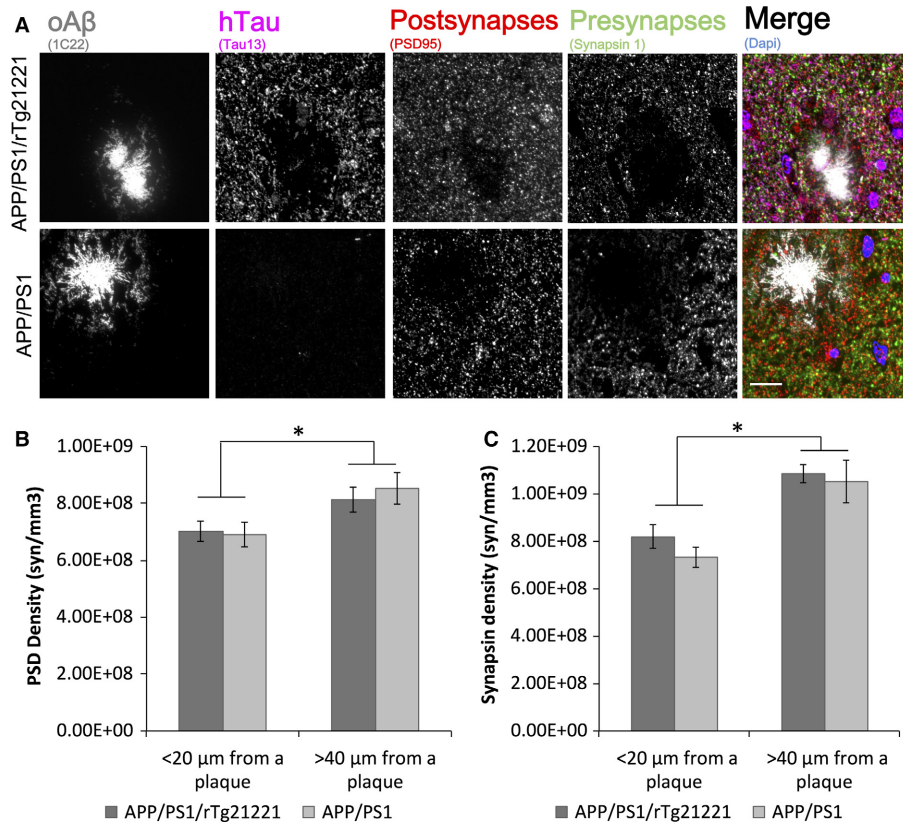 A
oAβ hTau Postsynapses Presynapses Merge
(1C22) (Tau13) (PSD95) (Synapsin 1) (Dapi)
APP/PS1/rTg21221
APP/PS1
B
*
PSD Density (syn/mm3)
1.00E+09
8.00E+08
6.00E+08
4.00E+08
2.00E+08
0.00E+00
<20 µm from a
plaque
>40 µm from a
plaque
APP/PS1/rTg21221 APP/PS1
C
*
Synapsin density (syn/mm3)
1.20E+09
1.00E+09
8.00E+08
6.00E+08
4.00E+08
2.00E+08
0.00E+00
<20 µm from a
plaque
>40 µm from a
plaque
APP/PS1/rTg21221 APP/PS1